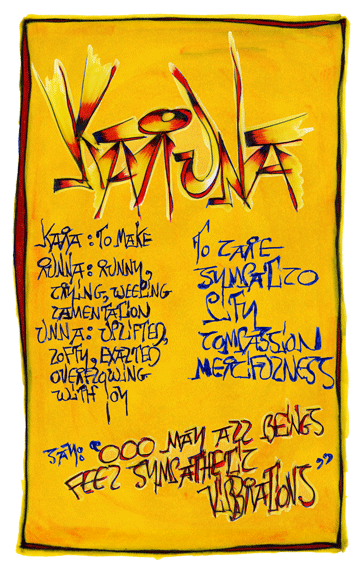 KARUNA
KARA : TO MAKE
RUNNA : RUNNY,
CRYING, WEEPING
LAMENTATION
UNNA : UPLIFTED,
LOFTY, EXALTED
OVERFLOWING
WITH JOY
TO CARE
SYMPATICO
PITY
COMPASSION
MERCIFULNESS
SAY: "OOO MAY ALL BEINGS
FEEL SYMPATHETIC
VIBRATIONS"